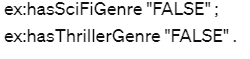 ex:hasSciFiGenre "FALSE" ;
ex:hasThrillerGenre "FALSE" .